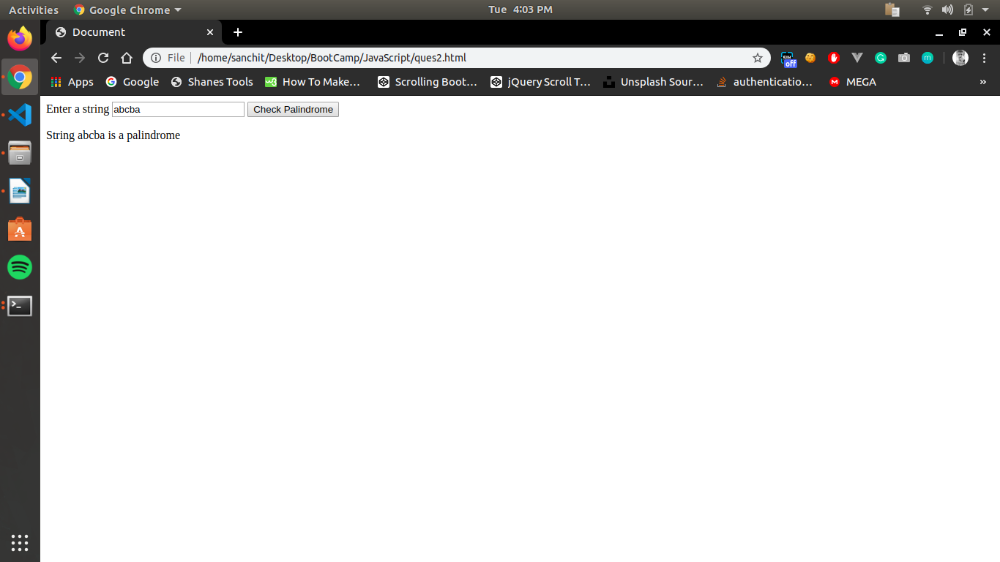 Activities Google Chrome Tue 4:03 PM
Document
File /home/sanchit/Desktop/BootCamp/JavaScript/ques2.html off
Apps Google Shanes Tools How To Make... Scrolling Boot... jQuery Scroll T... Unsplash Sour... authenticatio... MEGA »
Enter a string abcba Check Palindrome
String abcba is a palindrome